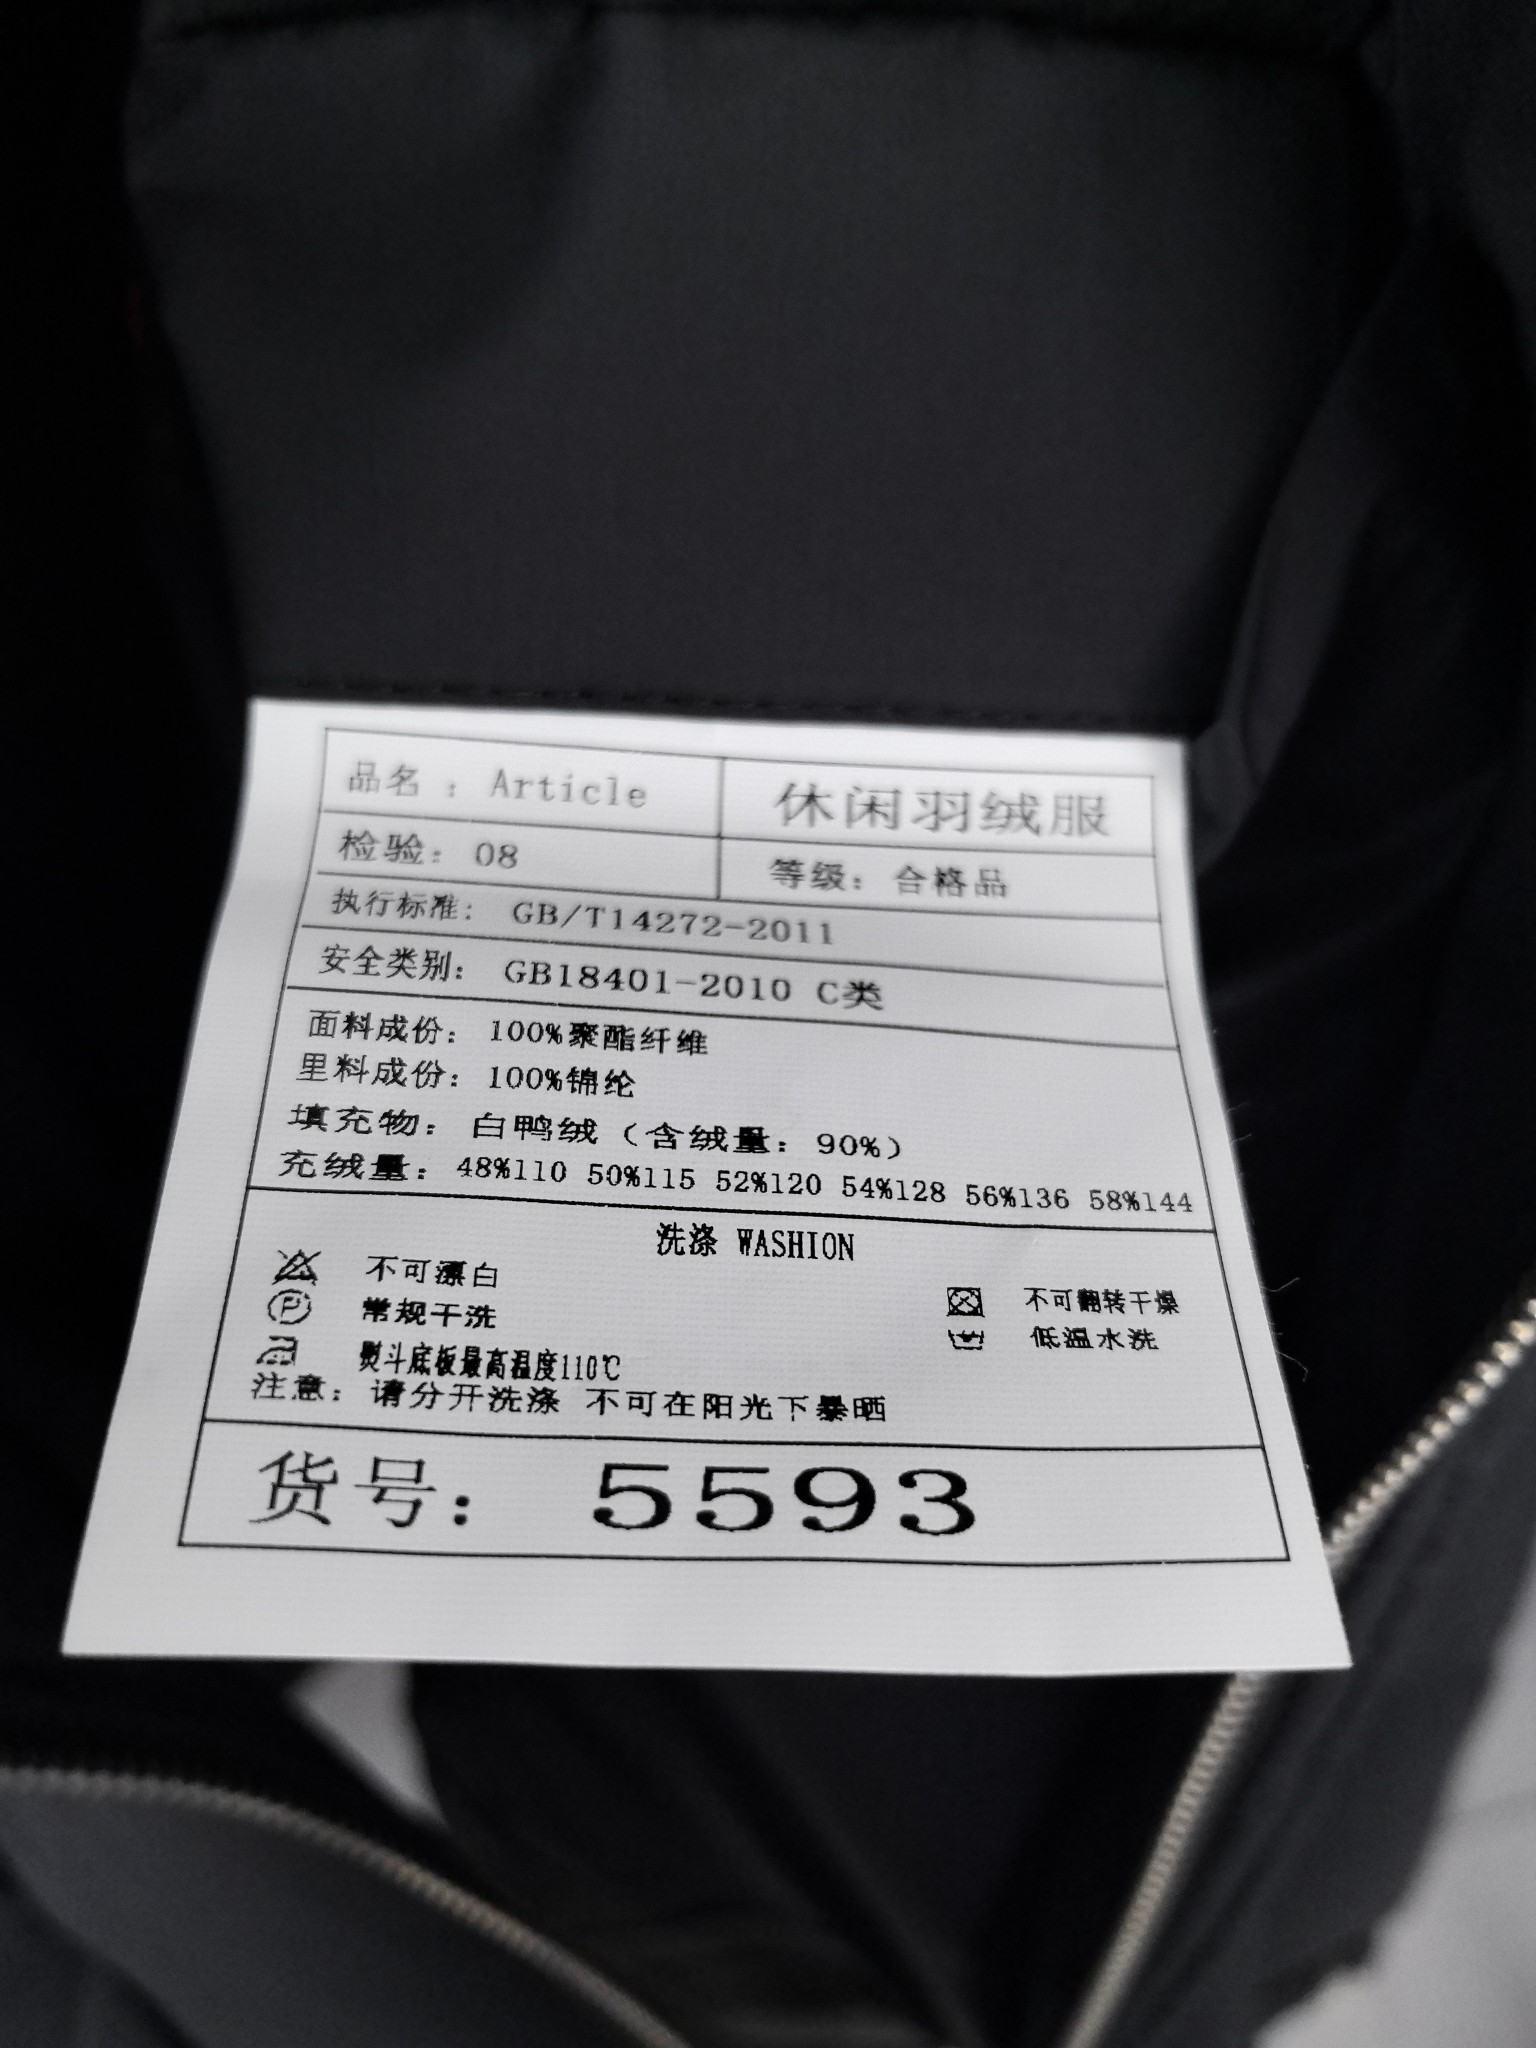 品名：Article 休闲羽绒服
检验：08 等级：合格品
执行标准：GB/T14272-2011
安全类别：GB18401-2010 C类
面料成份：100%聚酯纤维
里料成份：100%锦纶
填充物：白鸭绒（含绒量：90%）
充绒量：48%110 50%115 52%120 54%128 56%136 58%144
洗涤 WASHION
不可漂白
不可翻转干燥
P 常规干洗
低温水洗
熨斗底板最高温度110℃
注意：请分开洗涤 不可在阳光下暴晒
货号：5593